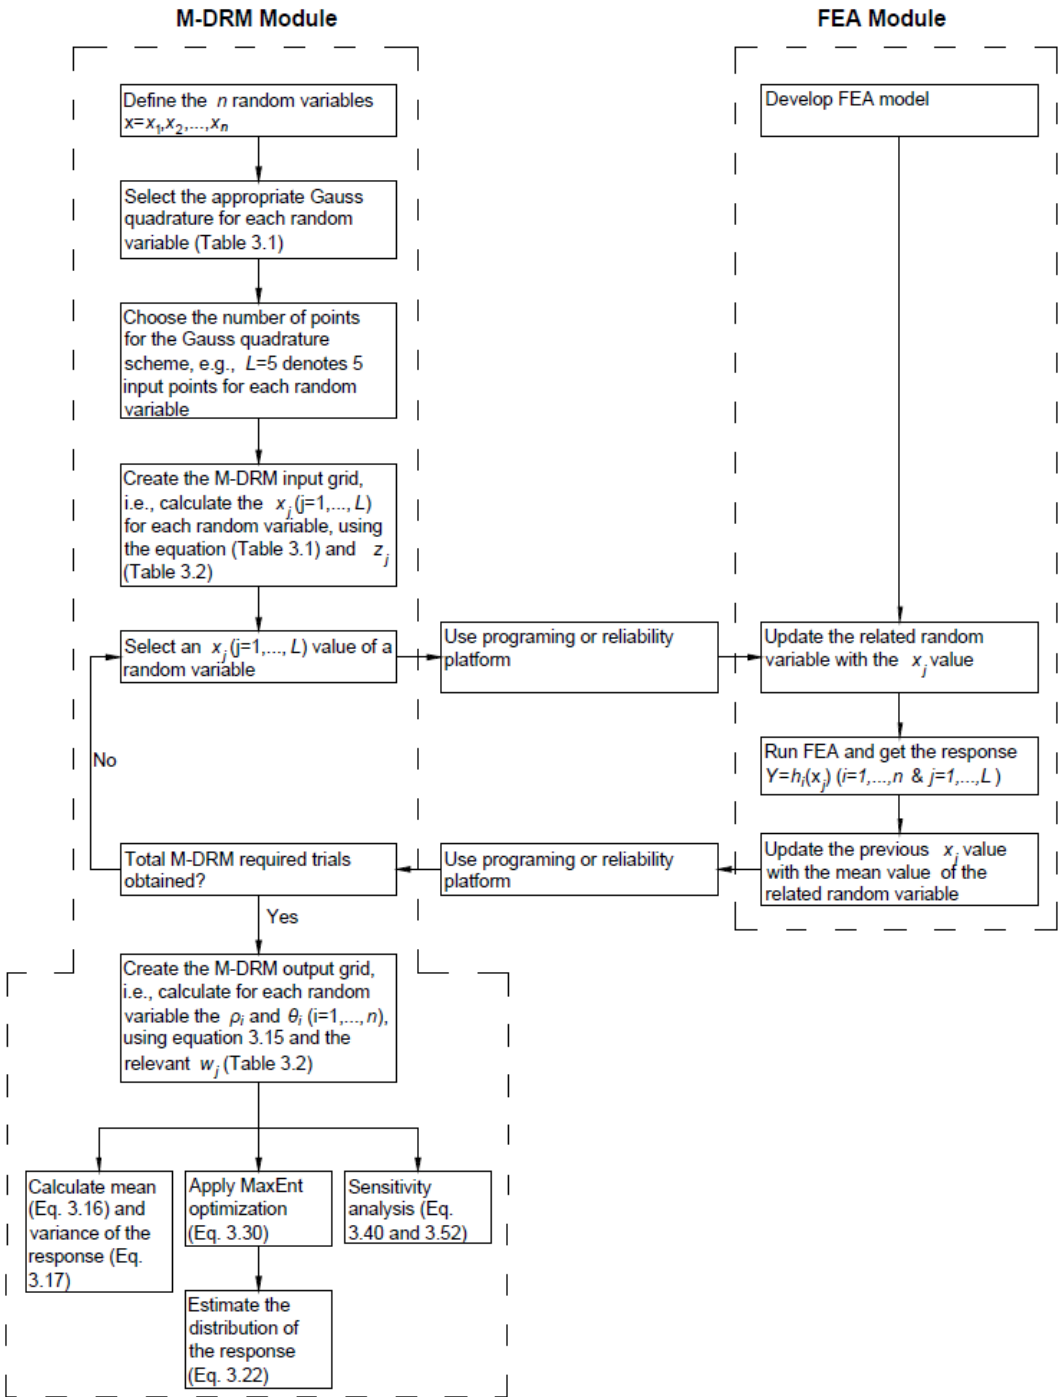 M-DRM Module
Define the n random variables
x=x₁,x₂,...,xₙ
Select the appropriate Gauss
quadrature for each random
variable (Table 3.1)
Choose the number of points
for the Gauss quadrature
scheme, e.g., L=5 denotes 5
input points for each random
variable
Create the M-DRM input grid,
i.e., calculate the xⱼ(j=1,..., L)
for each random variable, using
the equation (Table 3.1) and zⱼ
(Table 3.2)
Select an xⱼ(j=1,..., L) value of a
random variable
Use programing or reliability
platform
FEA Module
Develop FEA model
Update the related random
variable with the xⱼ value
Run FEA and get the response
Y=hᵢ(xⱼ) (i=1,...,n & j=1,...,L)
Update the previous xⱼ value
with the mean value of the
related random variable
Use programing or reliability
platform
Total M-DRM required trials
obtained?
No
Yes
Create the M-DRM output grid,
i.e., calculate for each random
variable the ρᵢ and θᵢ (i=1,...,n),
using equation 3.15 and the
relevant wⱼ (Table 3.2)
Calculate mean
(Eq. 3.16) and
variance of the
response (Eq.
3.17)
Apply MaxEnt
optimization
(Eq. 3.30)
Sensitivity
analysis (Eq.
3.40 and 3.52)
Estimate the
distribution of
the response
(Eq. 3.22)